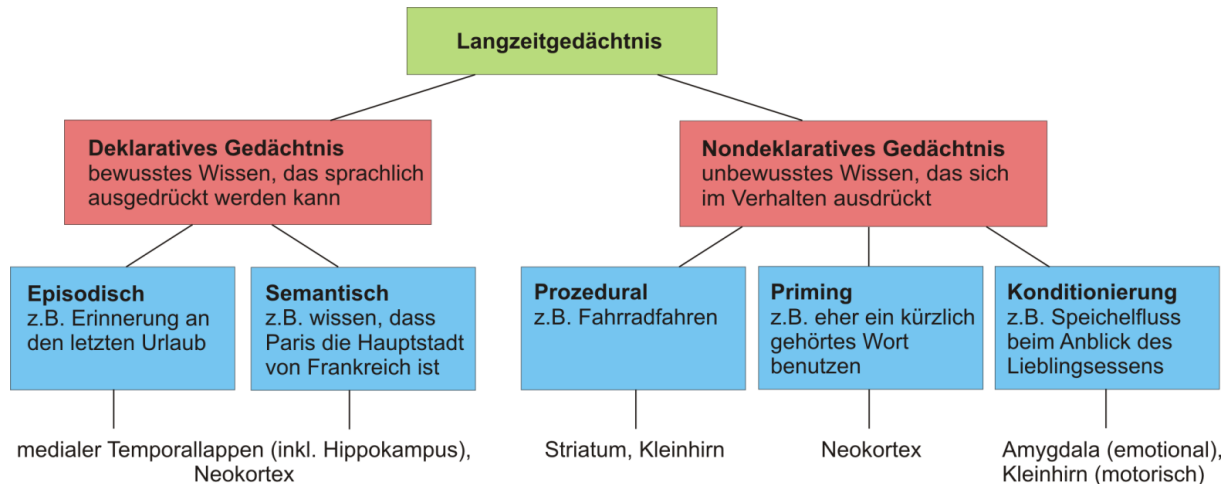 Langzeitgedächtnis
Deklaratives Gedächtnis
bewusstes Wissen, das sprachlich
ausgedrückt werden kann
Nondeklaratives Gedächtnis
unbewusstes Wissen, das sich
im Verhalten ausdrückt
Episodisch
z.B. Erinnerung an
den letzten Urlaub
Semantisch
z.B. wissen, dass
Paris die Hauptstadt
von Frankreich ist
Prozedural
z.B. Fahrradfahren
Priming
z.B. eher ein kürzlich
gehörtes Wort
benutzen
Konditionierung
z.B. Speichelfluss
beim Anblick des
Lieblingsessens
medialer Temporallappen (inkl. Hippokampus),
Neokortex
Striatum, Kleinhirn
Neokortex
Amygdala (emotional),
Kleinhirn (motorisch)